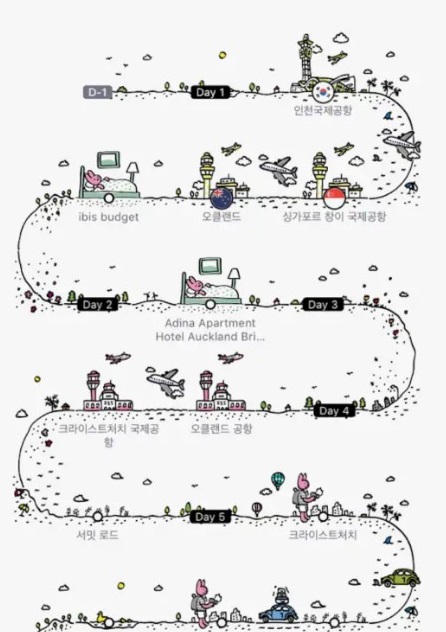 D-1
Day 1
인천국제공항
ibis budget
오클랜드
싱가포르 창이 국제공항
Day 2
Adina Apartment
Hotel Auckland Bri...
Day 3
크라이스트처치 국제공
항
오클랜드 공항
Day 4
서밋 로드
Day 5
크라이스트처치